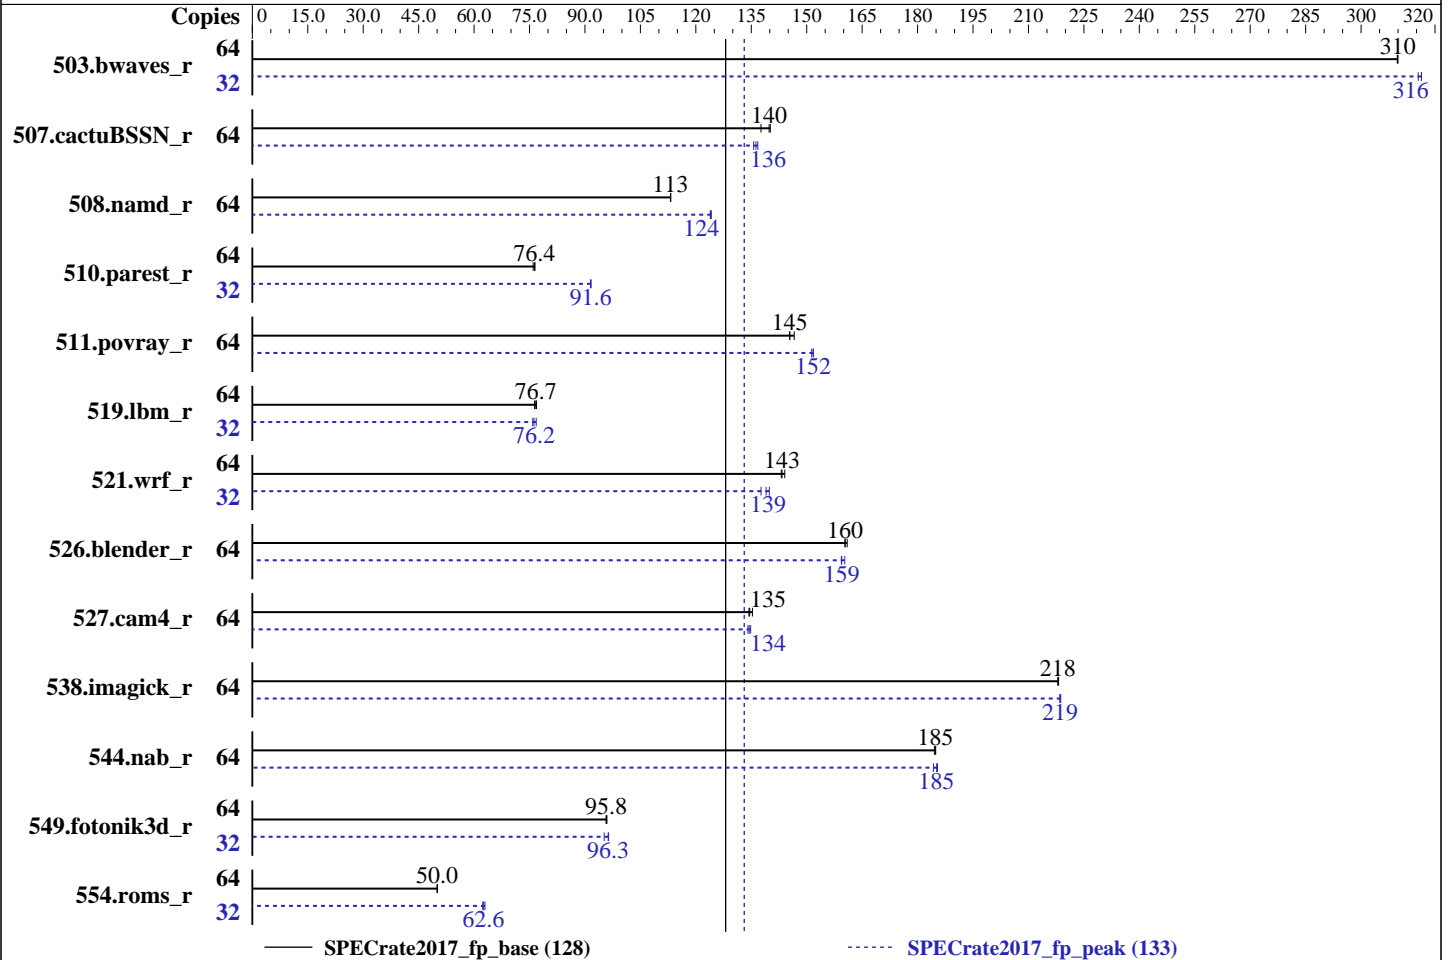 Copies 0 15.0 30.0 45.0 60.0 75.0 90.0 105 120 135 150 165 180 195 210 225 240 255 270 285 300 320
503.bwaves_r 64 310
32 316
507.cactuBSSN_r 64 140
136
508.namd_r 64 113
124
510.parest_r 64 76.4
32 91.6
511.povray_r 64 145
152
519.lbm_r 64 76.7
32 76.2
521.wrf_r 64 143
32 139
526.blender_r 64 160
159
527.cam4_r 64 135
134
538.imagick_r 64 218
219
544.nab_r 64 185
185
549.fotonik3d_r 64 95.8
32 96.3
554.roms_r 64 50.0
32 62.6
SPECrate2017_fp_base (128) SPECrate2017_fp_peak (133)